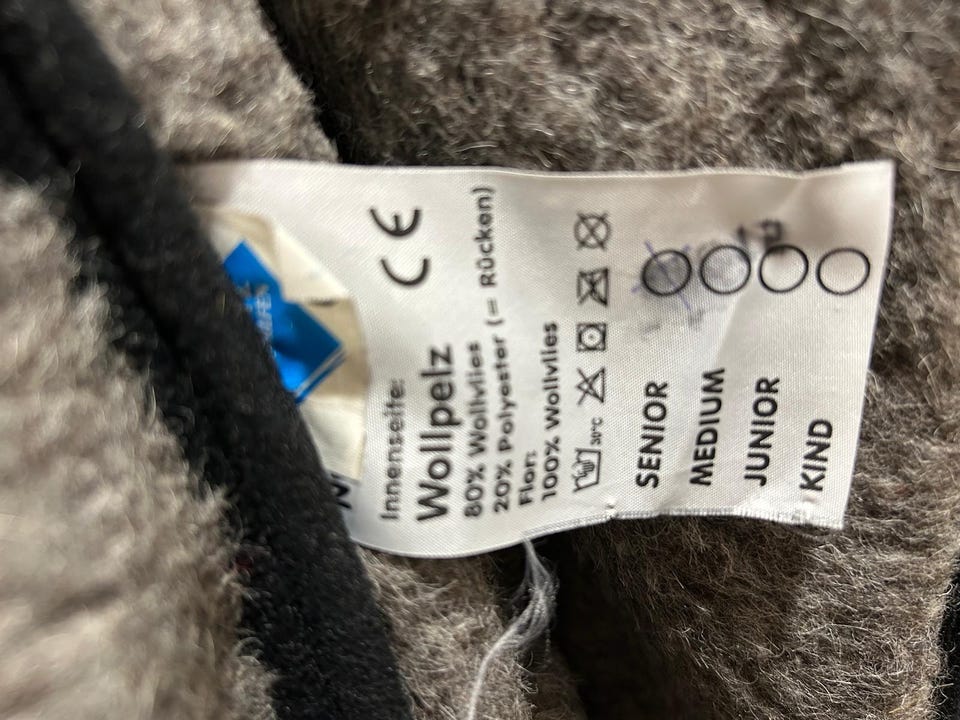 CE
Innenseite:
Wollpelz
80% Wollvlies
20% Polyester (= Rücken)
Flor:
100% Wollvlies
30°C
SENIOR
MEDIUM
JUNIOR
KIND